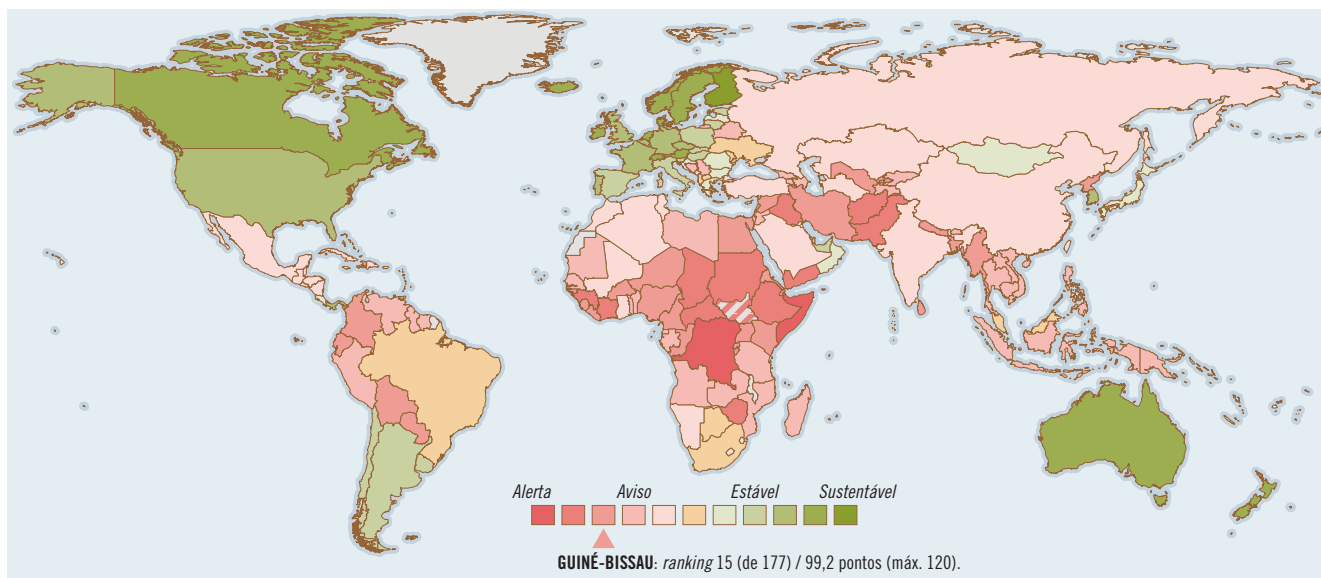 Alerta Aviso Estável Sustentável
GUINÉ-BISSAU: ranking 15 (de 177) / 99,2 pontos (máx. 120).